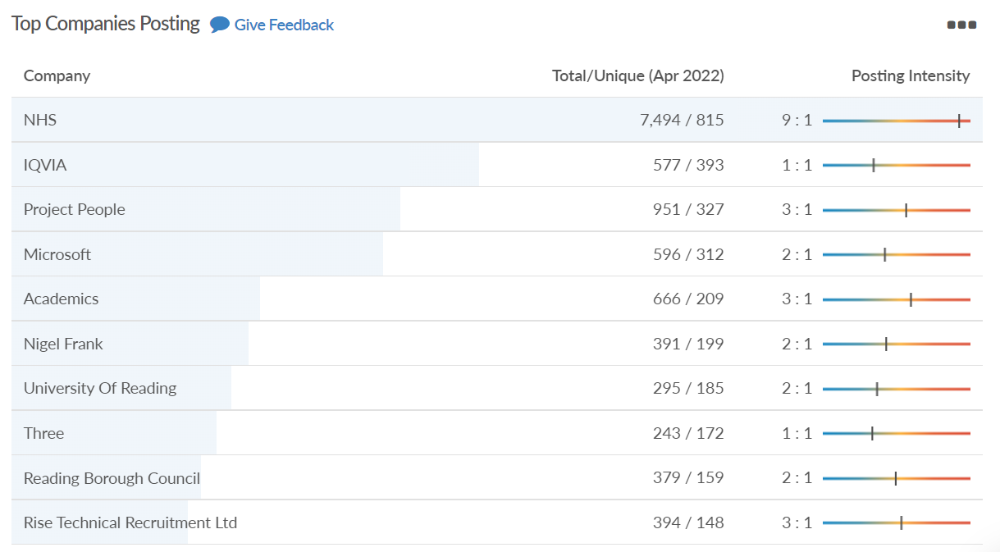 Top Companies Posting Give Feedback
Company Total/Unique (Apr 2022) Posting Intensity
NHS 7,494 / 815 9 : 1
IQVIA 577 / 393 1 : 1
Project People 951 / 327 3 : 1
Microsoft 596 / 312 2 : 1
Academics 666 / 209 3 : 1
Nigel Frank 391 / 199 2 : 1
University Of Reading 295 / 185 2 : 1
Three 243 / 172 1 : 1
Reading Borough Council 379 / 159 2 : 1
Rise Technical Recruitment Ltd 394 / 148 3 : 1